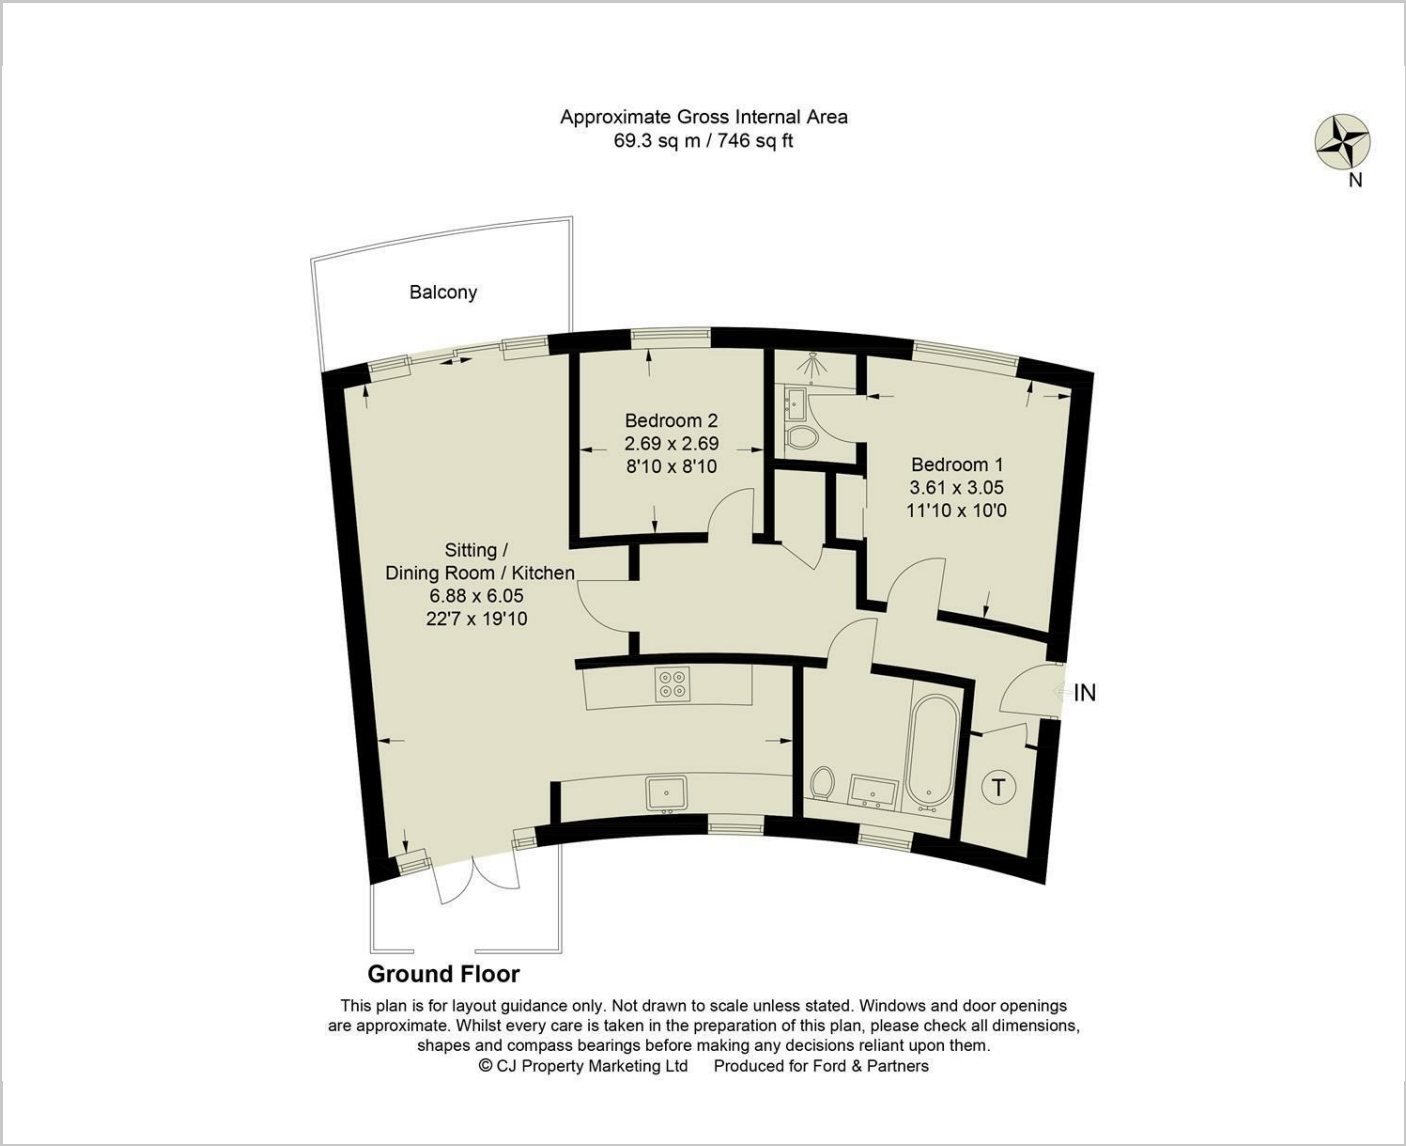 Approximate Gross Internal Area
69.3 sq m / 746 sq ft
N
Balcony
Bedroom 2
2.69 x 2.69
8'10 x 8'10
Bedroom 1
3.61 x 3.05
11'10 x 10'0
Sitting /
Dining Room / Kitchen
6.88 x 6.05
22'7 x 19'10
IN
T
Ground Floor
This plan is for layout guidance only. Not drawn to scale unless stated. Windows and door openings
are approximate. Whilst every care is taken in the preparation of this plan, please check all dimensions,
shapes and compass bearings before making any decisions reliant upon them.
© CJ Property Marketing Ltd Produced for Ford & Partners